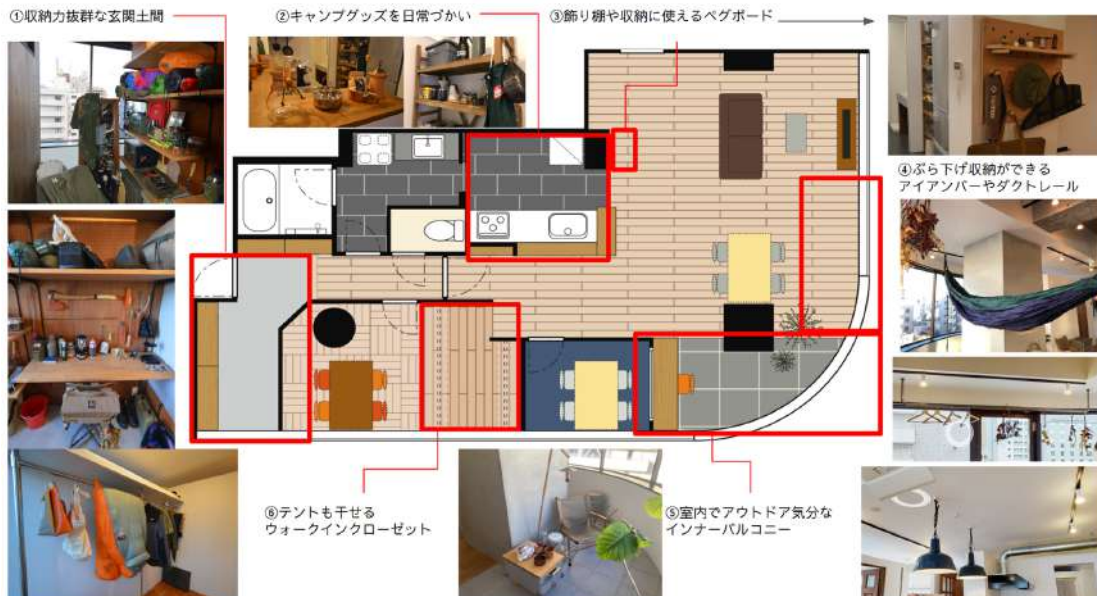 ①収納力抜群な玄関土間
②キャンプグッズを日常づかい
③飾り棚や収納に使えるペグボード
④ぶら下げ収納ができる
アイアンバーやダクトレール
⑥テントも干せる
ウォークインクローゼット
⑤室内でアウトドア気分な
インナーバルコニー